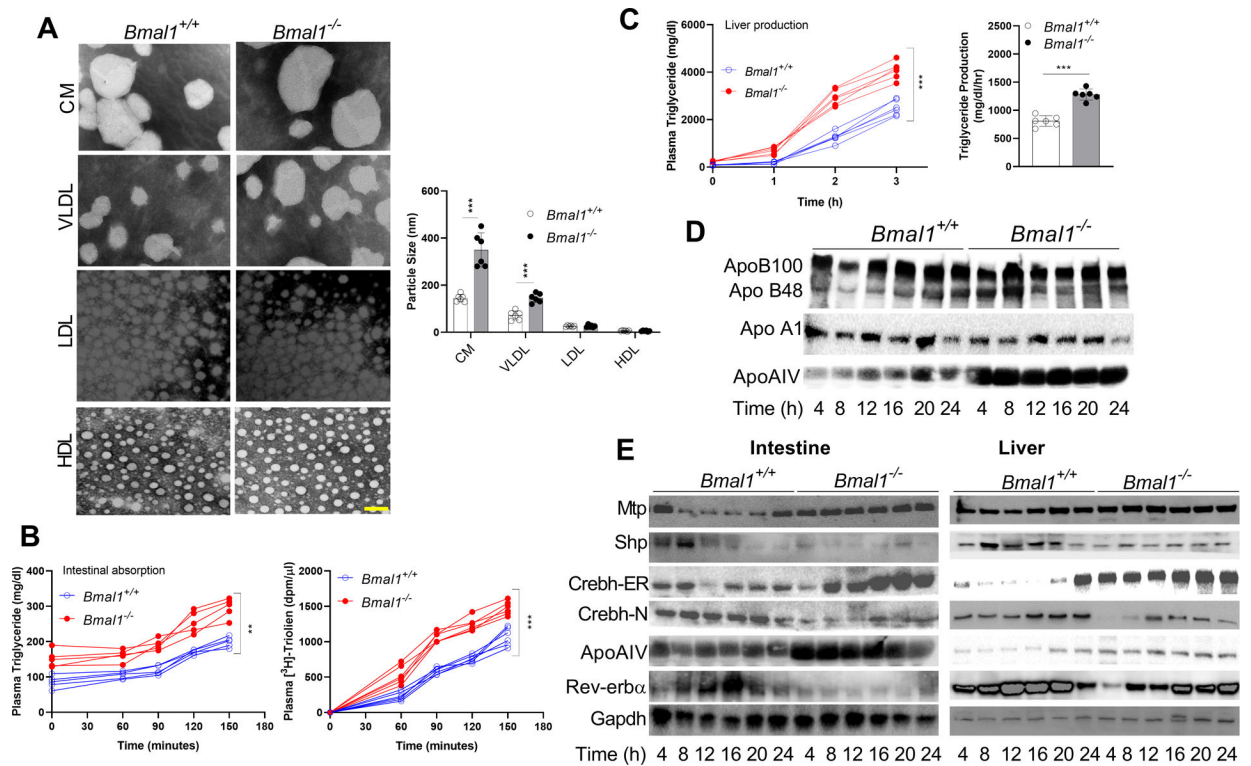 A
Bmal1+/+ Bmal1-/-
CM
VLDL
LDL
HDL
Particle Size (nm)
600
400
200
0
***
***
Bmal1+/+
Bmal1-/-
CM VLDL LDL HDL
B
Intestinal absorption
Bmal1+/+
Bmal1-/-
Plasma Triglyceride (mg/dl)
400
300
200
100
0
**
0 30 60 90 120 150 180
Time (minutes)
Bmal1+/+
Bmal1-/-
Plasma [3H]-Triolien (dpm/µl)
2000
1500
1000
500
0
***
0 30 60 90 120 150 180
Time (minutes)
C
Liver production
Bmal1+/+
Bmal1-/-
Plasma Triglyceride (mg/dl)
6000
4000
2000
0
***
0 1 2 3
Time (h)
Triglyceride Production
(mg/dl/hr)
2500
2000
1500
1000
500
0
Bmal1+/+
Bmal1-/-
***
D
Bmal1+/+ Bmal1-/-
ApoB100
Apo B48
Apo A1
ApoAIV
Time (h) 4 8 12 16 20 24 4 8 12 16 20 24
E
Intestine Liver
Bmal1+/+ Bmal1-/- Bmal1+/+ Bmal1-/-
Mtp
Shp
Crebh-ER
Crebh-N
ApoAIV
Rev-erbα
Gapdh
Time (h) 4 8 12 16 20 24 4 8 12 16 20 24 4 8 12 16 20 24 4 8 12 16 20 24